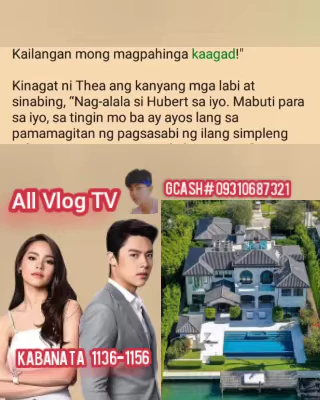 Kailangan mong magpahinga kaagad!"
Kinagat ni Thea ang kanyang mga labi at
sinabing, "Nag-alala si Hubert sa iyo. Mabuti para
sa iyo, sa tingin mo ba ay ayos lang sa
pamamagitan ng pagsasabi ng ilang simpleng
All Vlog TV
GCASH# 09310687321
KABANATA 1136-1156